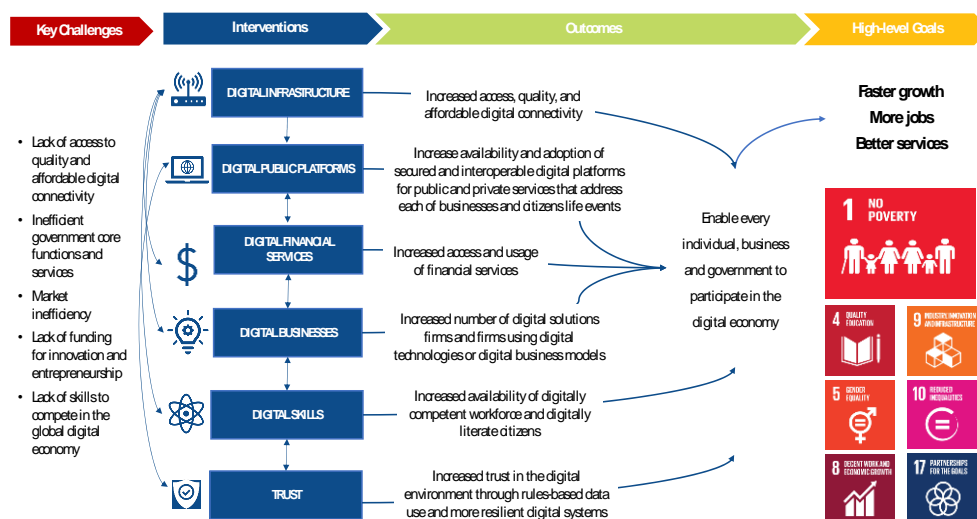 Key Challenges
Interventions
Outcomes
High-level Goals
• Lack of access to
quality and
affordable digital
connectivity
• Inefficient
government core
functions and
services
• Market
inefficiency
• Lack of funding
for innovation and
entrepreneurship
• Lack of skills to
compete in the
global digital
economy
DIGITAL INFRASTRUCTURE
DIGITAL PUBLIC PLATFORMS
DIGITAL FINANCIAL
SERVICES
DIGITAL BUSINESSES
DIGITAL SKILLS
TRUST
Increased access, quality, and
affordable digital connectivity
Increase availability and adoption of
secured and interoperable digital platforms
for public and private services that address
each of businesses and citizens life events
Increased access and usage
of financial services
Increased number of digital solutions
firms and firms using digital
technologies or digital business models
Increased availability of digitally
competent workforce and digitally
literate citizens
Increased trust in the digital
environment through rules-based data
use and more resilient digital systems
Enable every
individual, business
and government to
participate in the
digital economy
Faster growth
More jobs
Better services
1 NO
POVERTY
4 QUALITY
EDUCATION
9 INDUSTRY, INNOVATION
AND INFRASTRUCTURE
5 GENDER
EQUALITY
10 REDUCED
INEQUALITIES
8 DECENT WORK AND
ECONOMIC GROWTH
17 PARTNERSHIPS
FOR THE GOALS